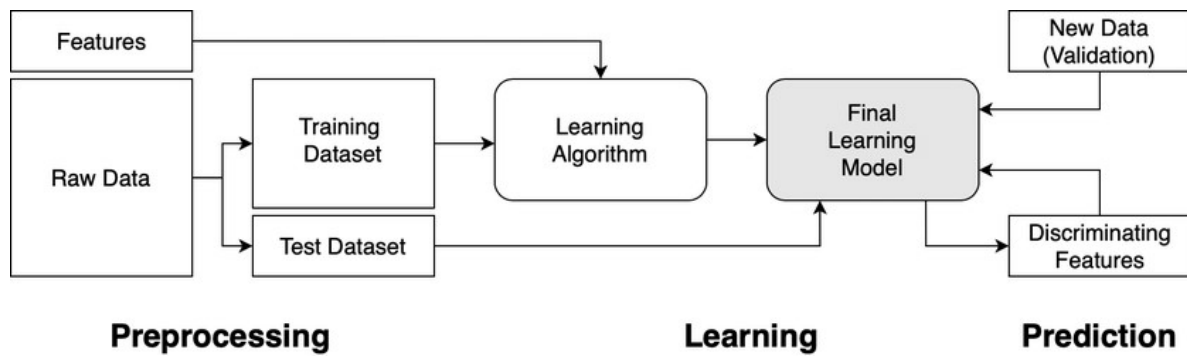 Features
Raw Data
Training
Dataset
Test Dataset
Learning
Algorithm
Final
Learning
Model
New Data
(Validation)
Discriminating
Features
Preprocessing
Learning
Prediction